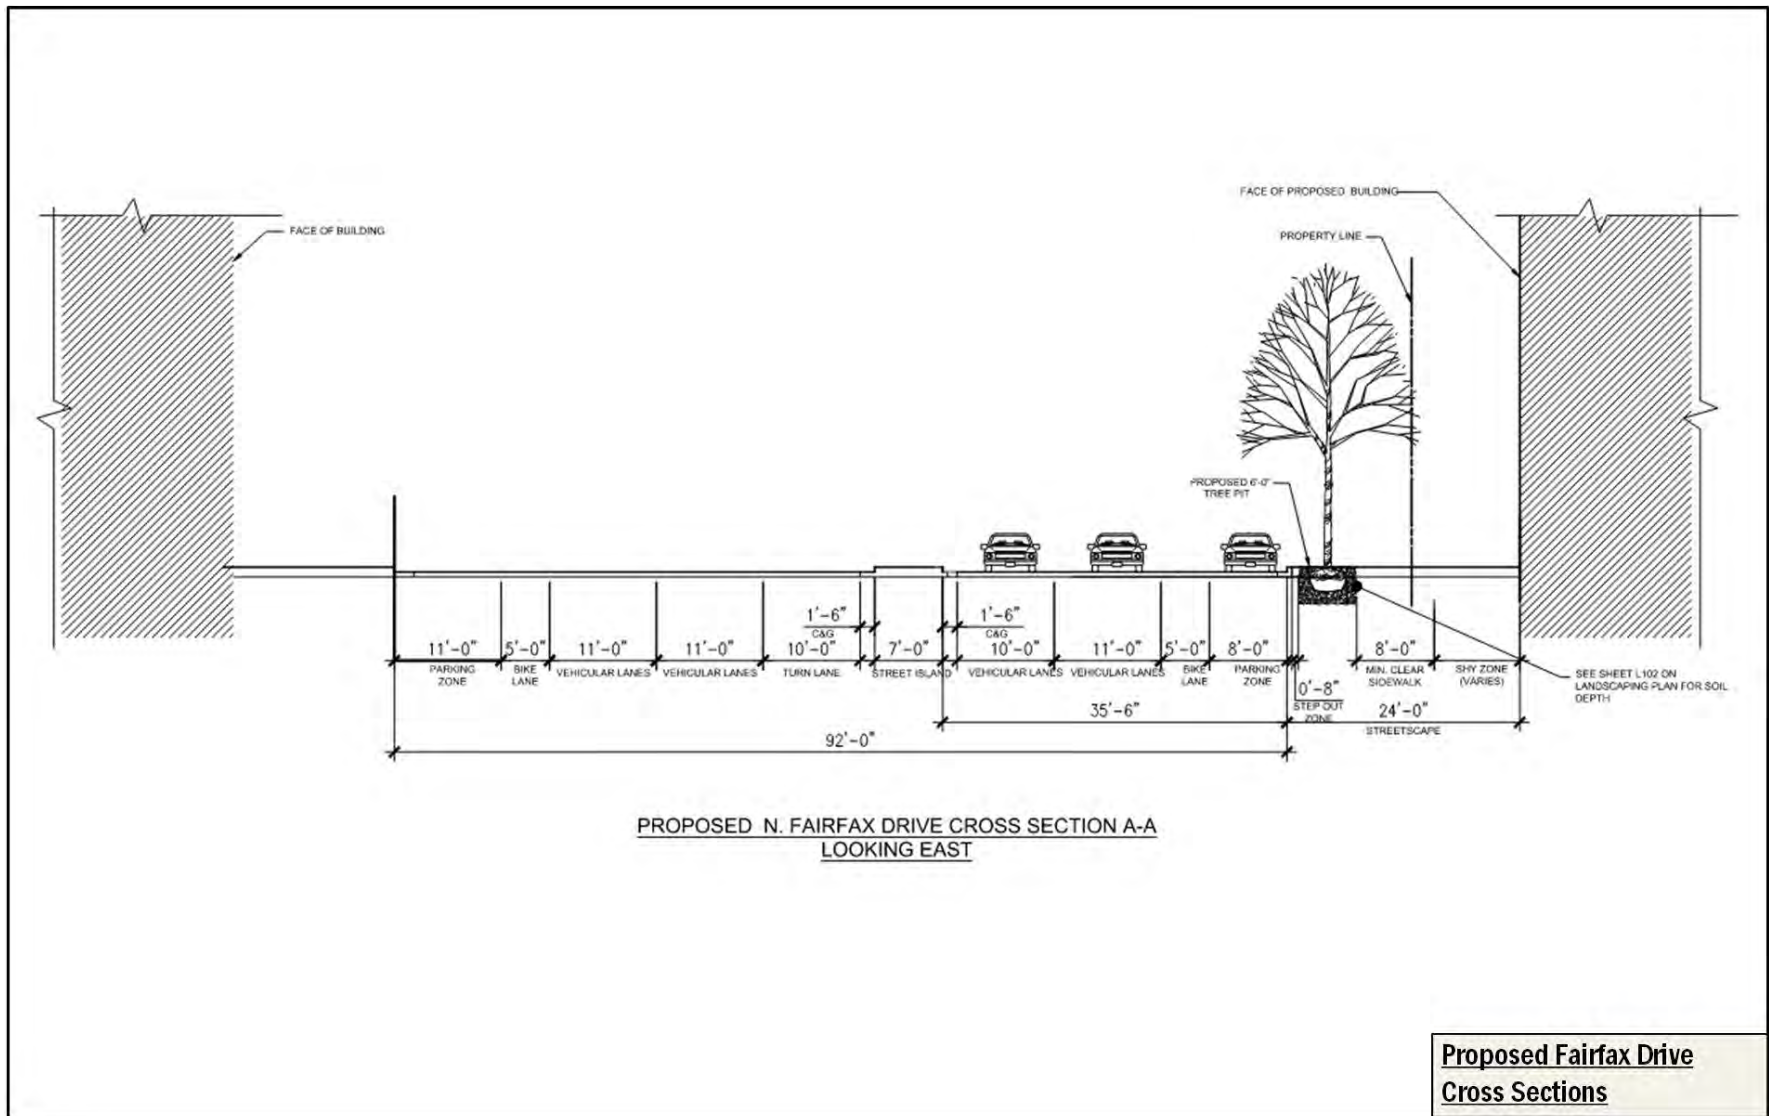 FACE OF PROPOSED BUILDING
FACE OF BUILDING
PROPERTY LINE
PROPOSED 6'-0"
TREE PIT
1'-6"
C&G
1'-6"
C&G
11'-0"
PARKING
ZONE
5'-0"
BIKE
LANE
11'-0"
VEHICULAR LANES
11'-0"
VEHICULAR LANES
10'-0"
TURN LANE
7'-0"
STREET ISLAND
10'-0"
VEHICULAR LANES
11'-0"
VEHICULAR LANES
5'-0"
BIKE
LANE
8'-0"
PARKING
ZONE
0'-8"
STEP OUT
ZONE
8'-0"
MIN. CLEAR
SIDEWALK
SHY ZONE
(VARIES)
SEE SHEET L102 ON
LANDSCAPING PLAN FOR SOIL
DEPTH
35'-6"
24'-0"
STREETSCAPE
92'-0"
PROPOSED N. FAIRFAX DRIVE CROSS SECTION A-A
LOOKING EAST
Proposed Fairfax Drive
Cross Sections